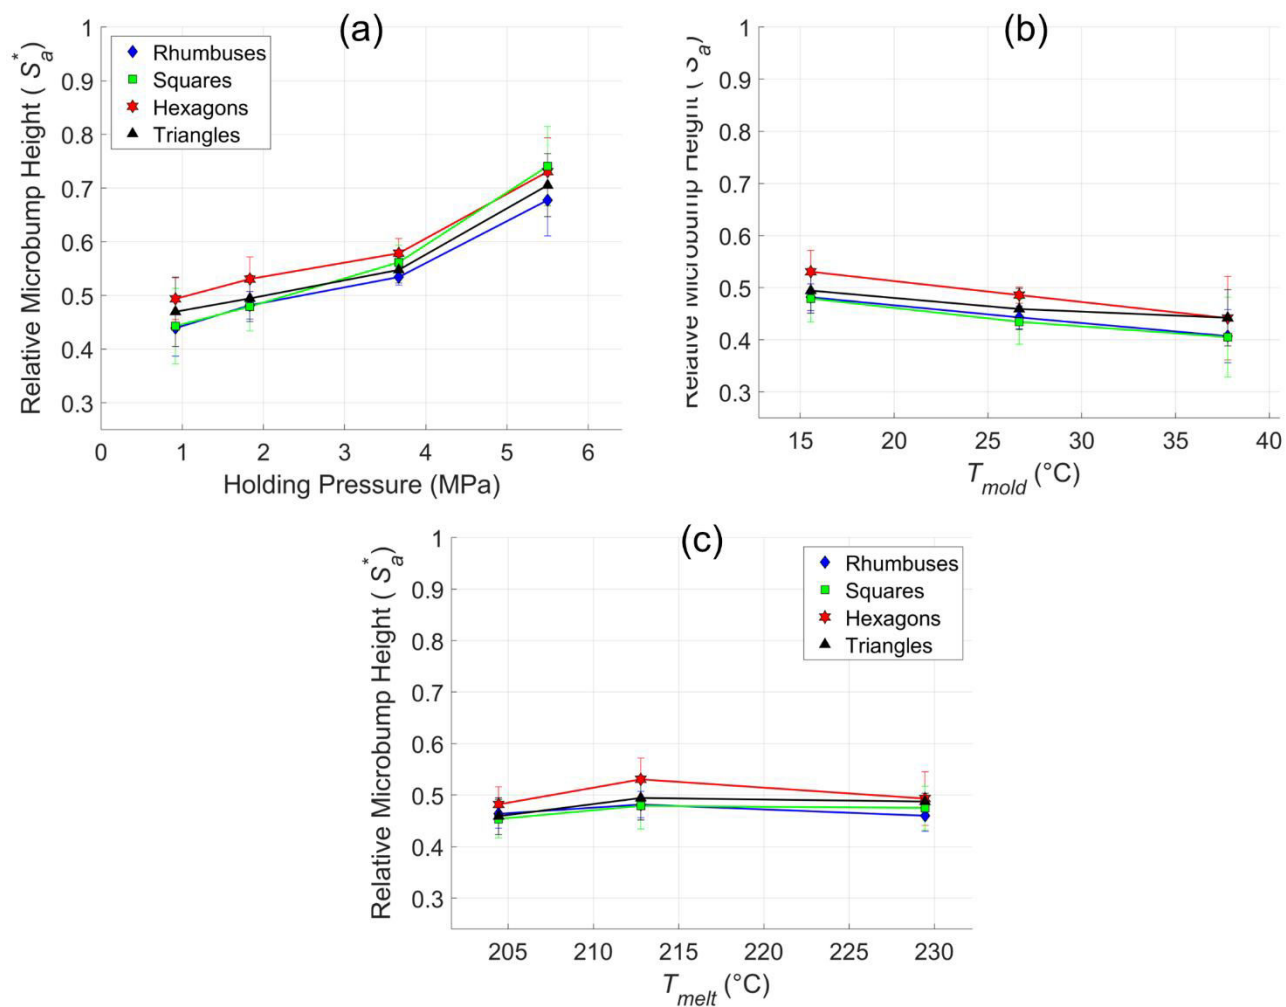 (a)
Relative Microbump Height ( S*a)
1
0.9
0.8
0.7
0.6
0.5
0.4
0.3
Rhumbuses
Squares
Hexagons
Triangles
0 1 2 3 4 5 6
Holding Pressure (MPa)
(b)
Relative Microbump Height ( Sa)
1
0.9
0.8
0.7
0.6
0.5
0.4
0.3
15 20 25 30 35 40
Tmold (°C)
(c)
Relative Microbump Height ( S*a)
1
0.9
0.8
0.7
0.6
0.5
0.4
0.3
Rhumbuses
Squares
Hexagons
Triangles
205 210 215 220 225 230
Tmelt (°C)